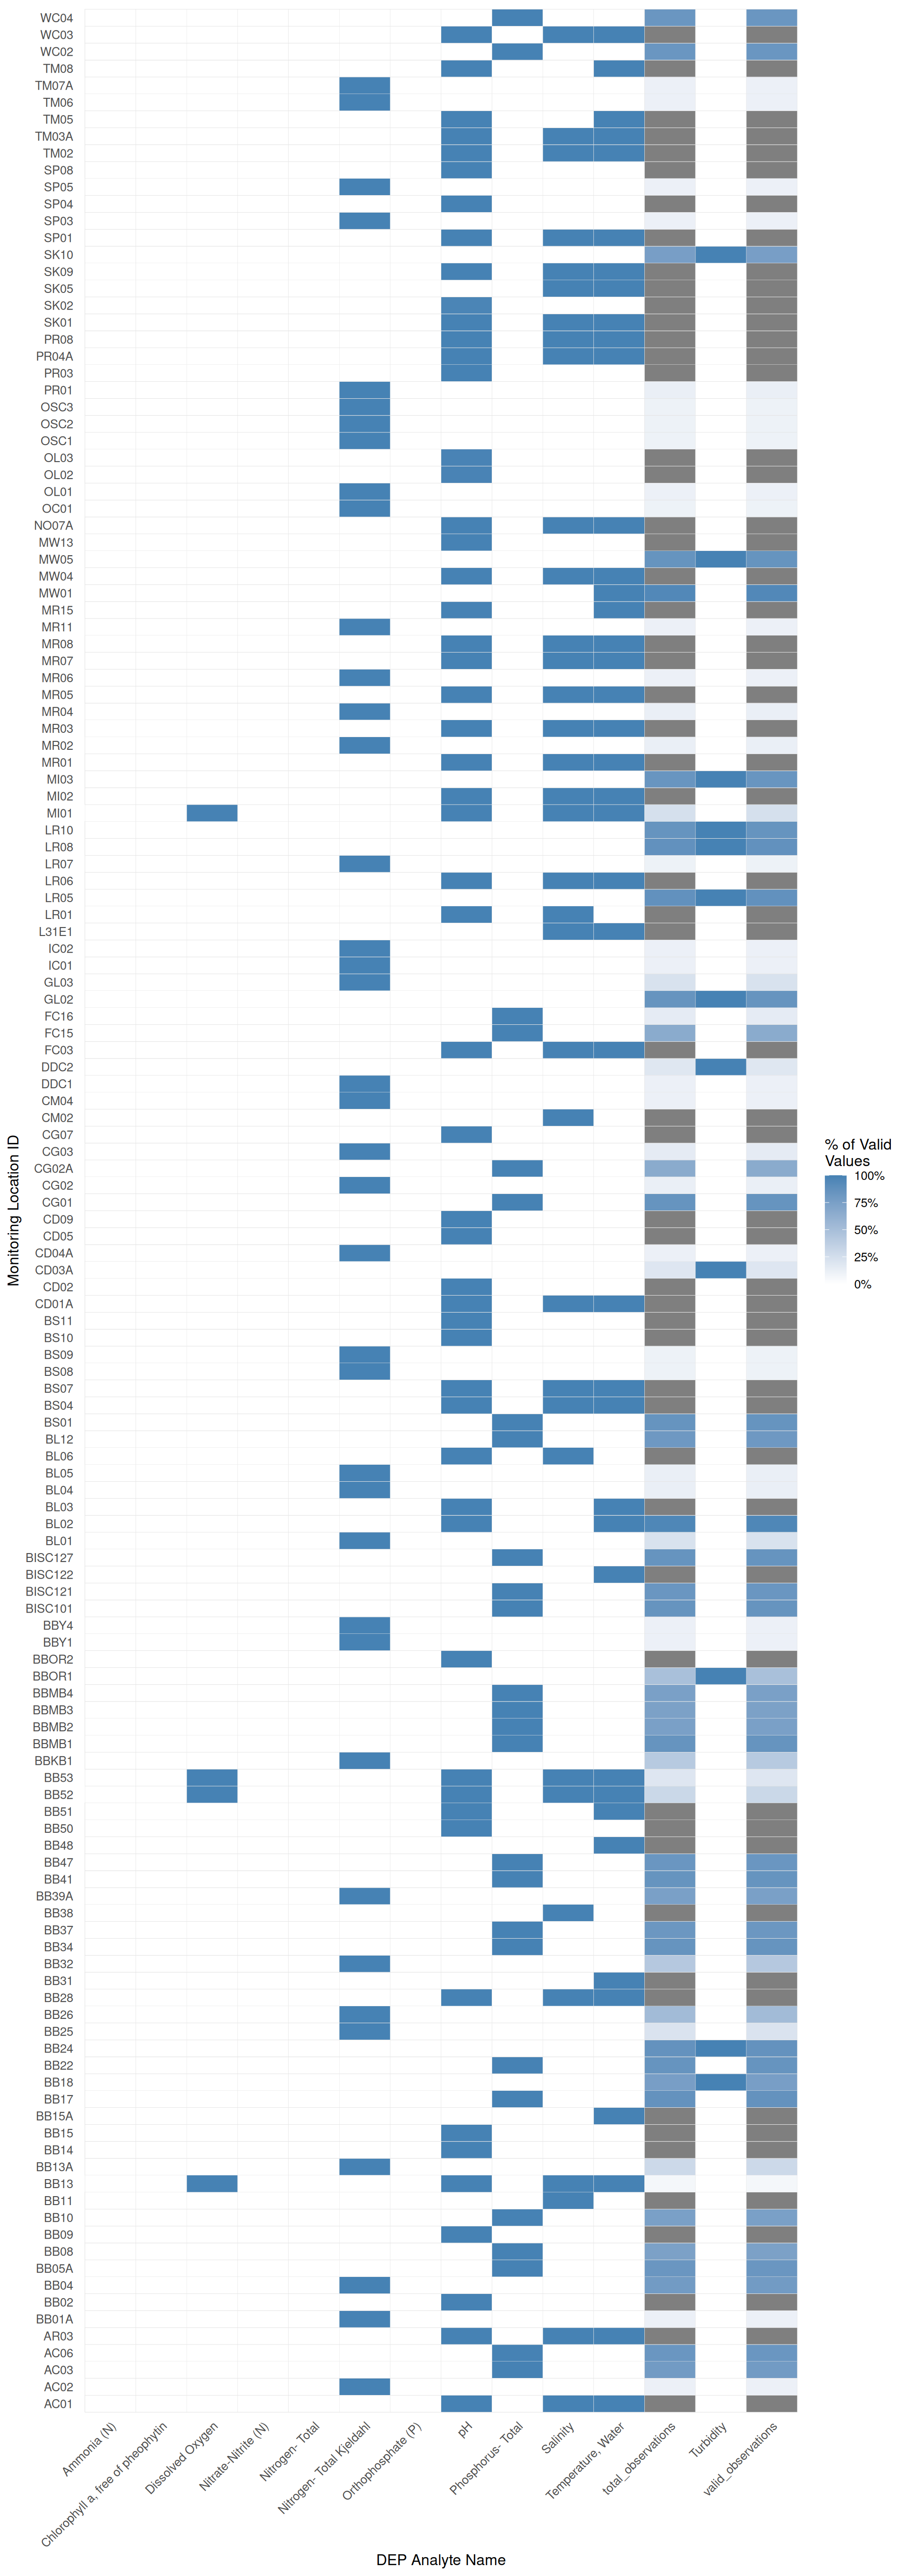 WC04
WC03
WC02
TM08
TM07A
TM06
TM05
TM03A
TM02
SP08
SP05
SP04
SP03
SP01
SK10
SK09
SK05
SK02
SK01
PR08
PR04A
PR03
PR01
OSC3
OSC2
OSC1
OL03
OL02
OL01
OC01
NO07A
MW13
MW05
MW04
MW01
MR15
MR11
MR08
MR07
MR06
MR05
MR04
MR03
MR02
MR01
MI03
MI02
MI01
LR10
LR08
LR07
LR06
LR05
LR01
L31E1
IC02
IC01
GL03
GL02
FC16
FC15
FC03
DDC2
DDC1
CM04
CM02
CG07
CG03
CG02A
CG02
CG01
CD09
CD05
CD04A
CD03A
CD02
CD01A
BS11
BS10
BS09
BS08
BS07
BS04
BS01
BL12
BL06
BL05
BL04
BL03
BL02
BL01
BISC127
BISC122
BISC121
BISC101
BBY4
BBY1
BBOR2
BBOR1
BBMB4
BBMB3
BBMB2
BBMB1
BBKB1
BB53
BB52
BB51
BB50
BB48
BB47
BB41
BB39A
BB38
BB37
BB34
BB32
BB31
BB28
BB26
BB25
BB24
BB22
BB18
BB17
BB15A
BB15
BB14
BB13A
BB13
BB11
BB10
BB09
BB08
BB05A
BB04
BB02
BB01A
AR03
AC06
AC03
AC02
AC01
Monitoring Location ID
Ammonia (N)
Chlorophyll a, free of pheophytin
Dissolved Oxygen
Nitrate-Nitrite (N)
Nitrogen- Total
Nitrogen- Total Kjeldahl
Orthophosphate (P)
pH
Phosphorus- Total
Salinity
Temperature, Water
total_observations
Turbidity
valid_observations
DEP Analyte Name
% of Valid
Values
100%
75%
50%
25%
0%